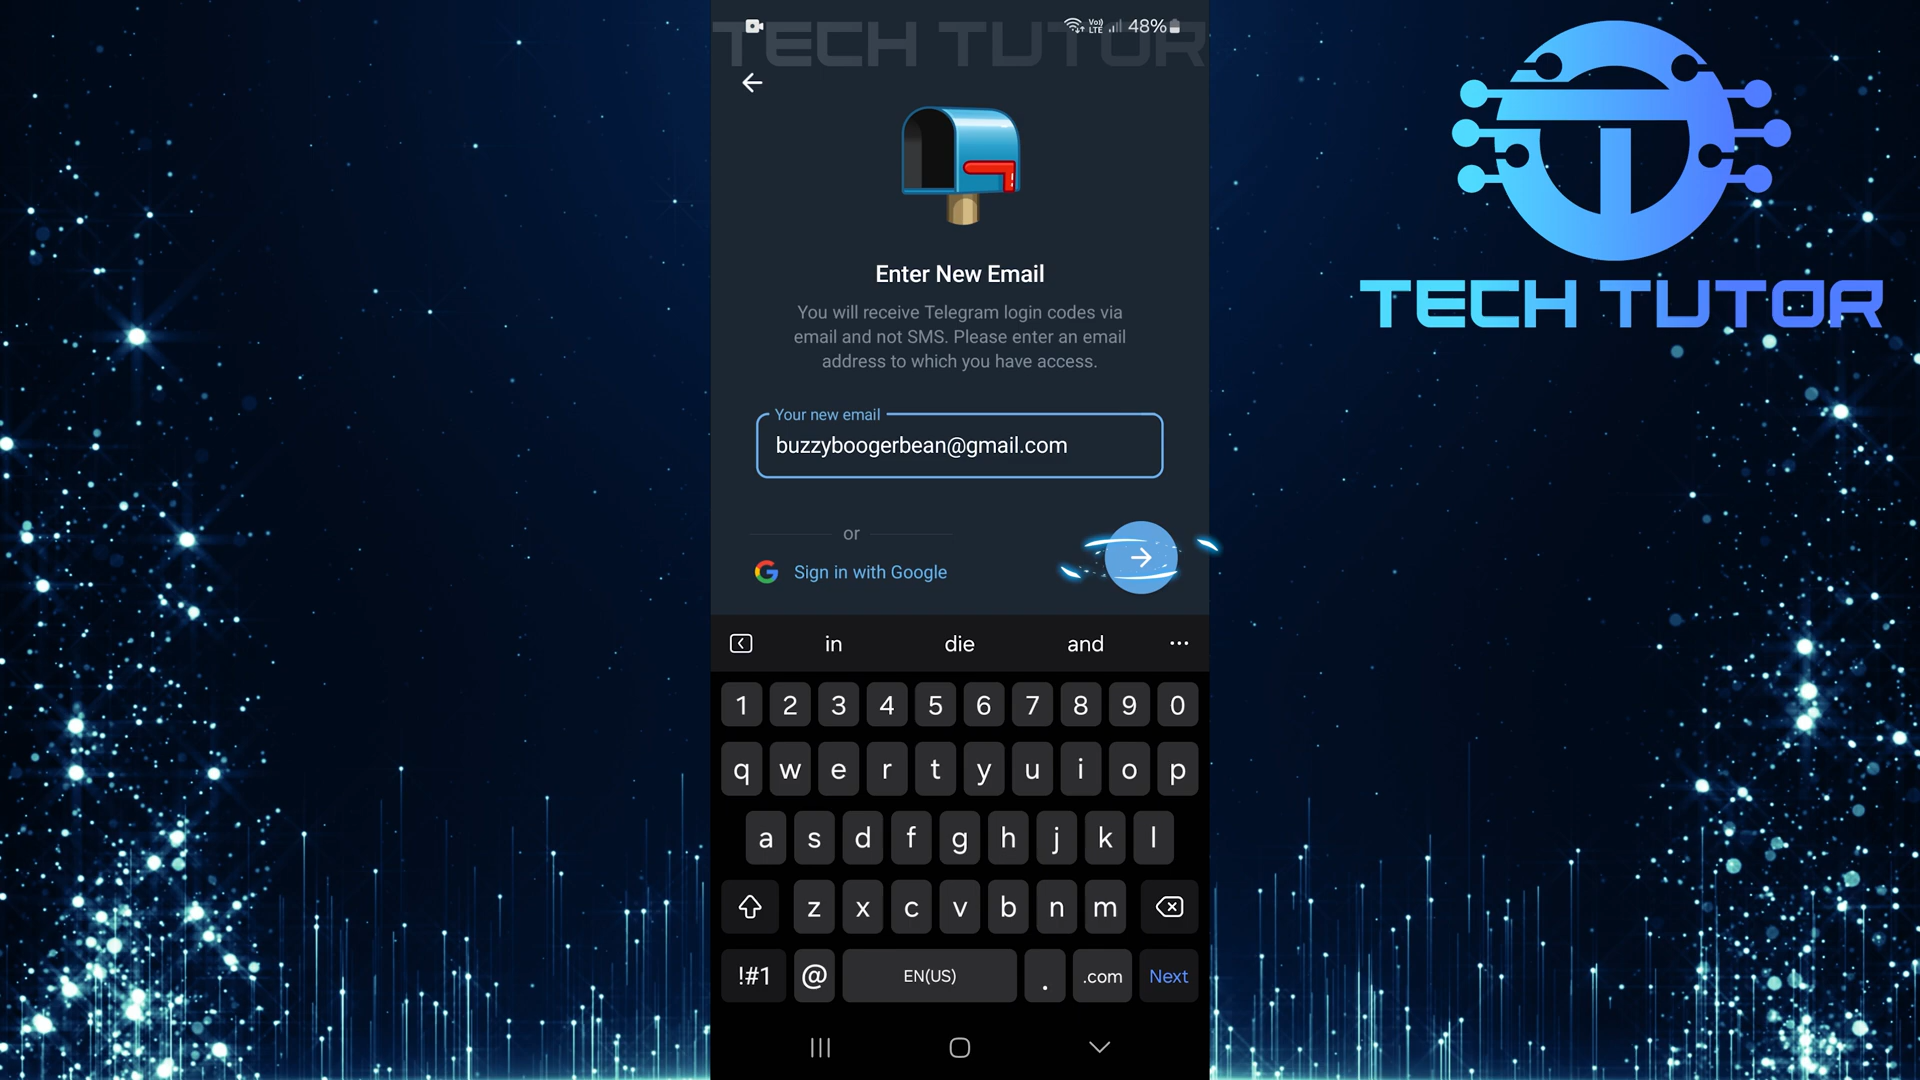 TECH TUTOR
Vo)) LTE 48%
Enter New Email
You will receive Telegram login codes via
email and not SMS. Please enter an email
address to which you have access.
Your new email
buzzyboogerbean@gmail.com
or
Sign in with Google
in die and
1 2 3 4 5 6 7 8 9 0
q w e r t y u i o p
a s d f g h j k l
z x c v b n m
!#1 @ EN(US) . .com Next
TECH TUTOR